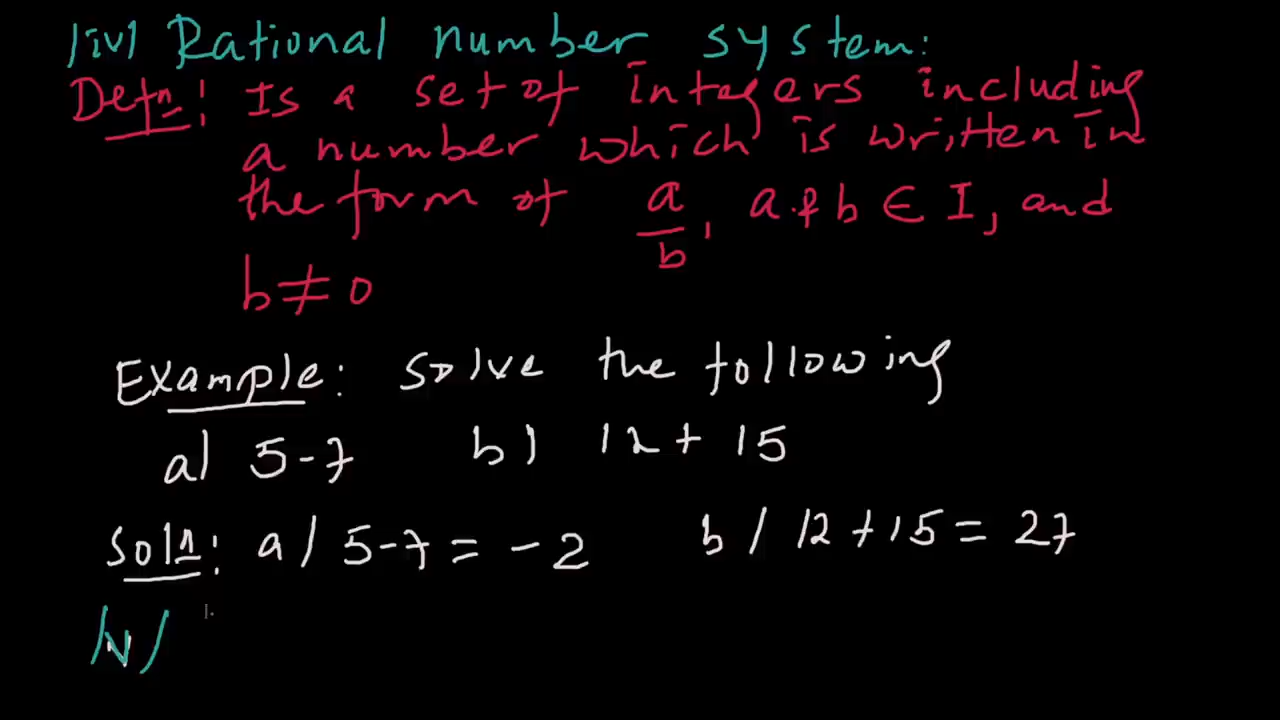 /iv/ Rational number system:
Defn: Is a set of Integers including
a number which is written in
the form of a/b, a & b ∈ I, and
b ≠ 0
Example: solve the following
a) 5-7 b) 12 + 15
Soln: a/ 5-7 = -2 b/ 12 +15 = 27
/v/